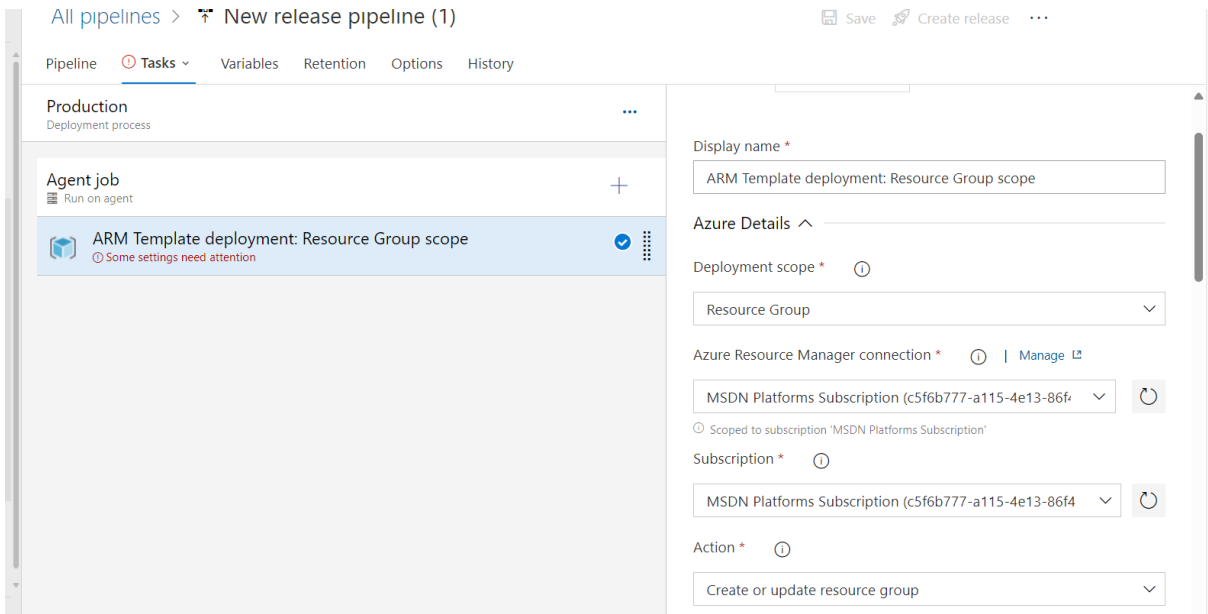 All pipelines > New release pipeline (1)
Save Create release ...
Pipeline Tasks Variables Retention Options History
Production
Deployment process
Agent job
Run on agent
ARM Template deployment: Resource Group scope
Some settings need attention
Display name *
ARM Template deployment: Resource Group scope
Azure Details
Deployment scope *
Resource Group
Azure Resource Manager connection * | Manage
MSDN Platforms Subscription (c5f6b777-a115-4e13-86f4
Scoped to subscription 'MSDN Platforms Subscription'
Subscription *
MSDN Platforms Subscription (c5f6b777-a115-4e13-86f4
Action *
Create or update resource group